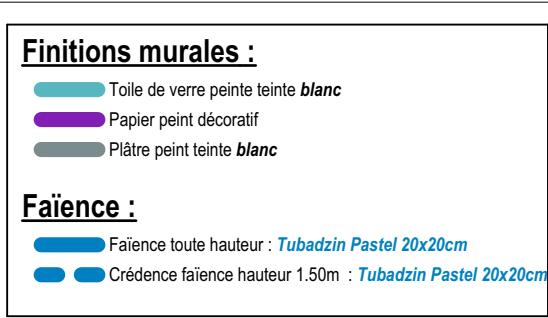 Finitions murales :
Toile de verre peinte teinte blanc
Papier peint décoratif
Plâtre peint teinte blanc
Faïence :
Faïence toute hauteur : Tubadzin Pastel 20x20cm
Crédence faïence hauteur 1.50m : Tubadzin Pastel 20x20cm